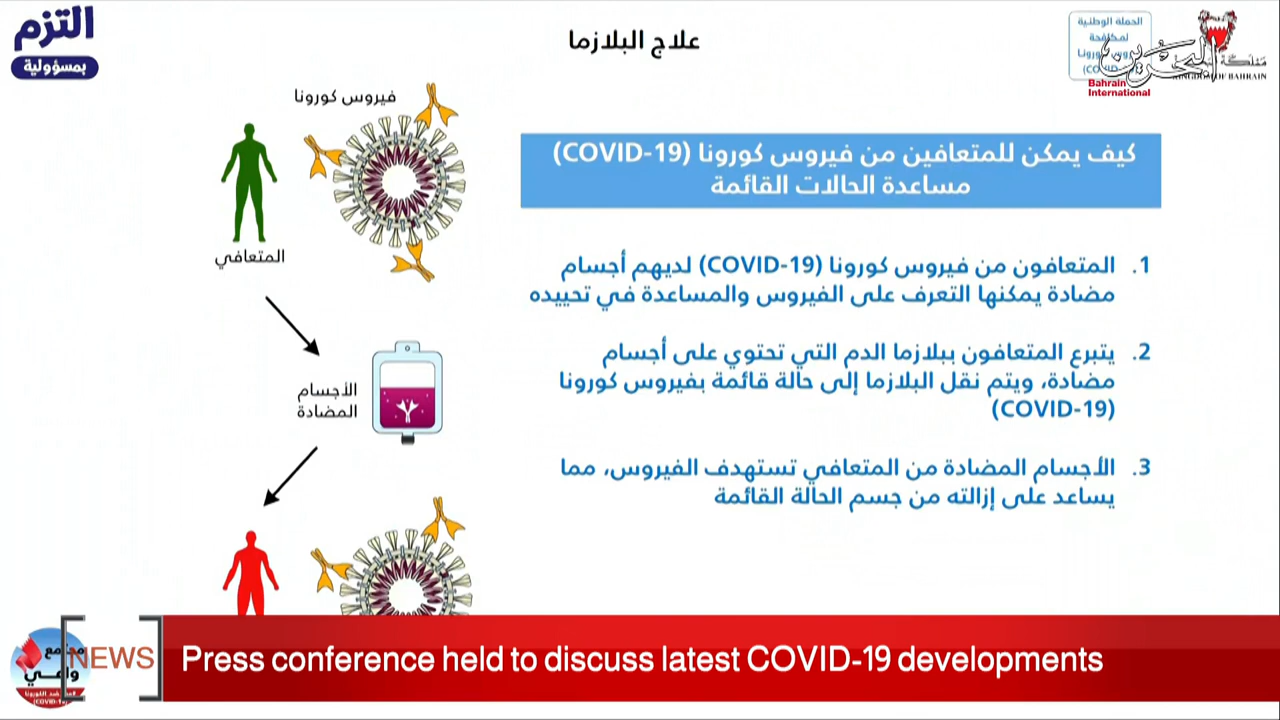 التزم
بمسؤولية
علاج البلازما
الحملة الوطنية
لمكافحة
Bahrain
International
فيروس كورونا
المتعافي
الأجسام
المضادة
كيف يمكن للمتعافين من فيروس كورونا (COVID-19)
مساعدة الحالات القائمة
1. المتعافون من فيروس كورونا (COVID-19) لديهم أجسام
مضادة يمكنها التعرف على الفيروس والمساعدة في تحييده
2. يتبرع المتعافون ببلازما الدم التي تحتوي على أجسام
مضادة، ويتم نقل البلازما إلى حالة قائمة بفيروس كورونا
(COVID-19)
3. الأجسام المضادة من المتعافي تستهدف الفيروس، مما
يساعد على إزالته من جسم الحالة القائمة
NEWS
Press conference held to discuss latest COVID-19 developments